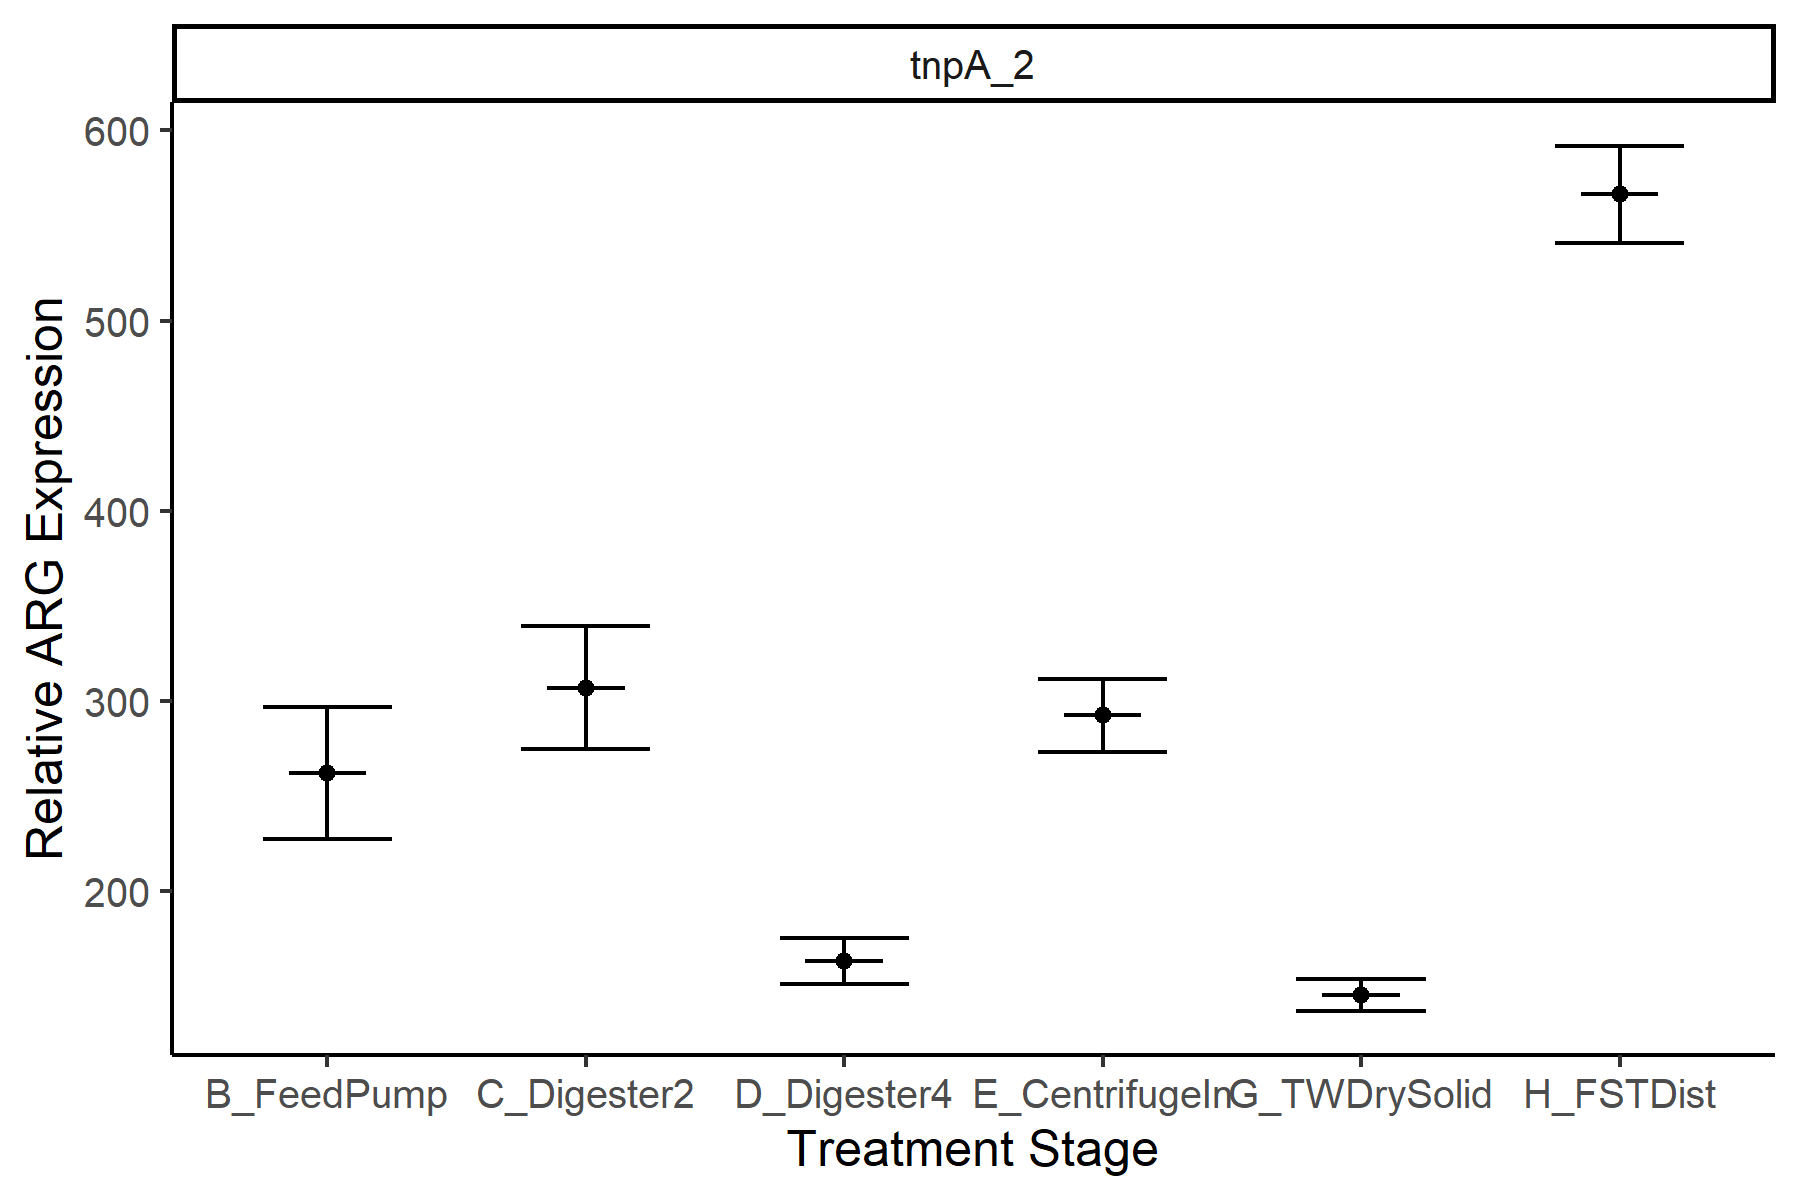 tnpA_2
600
500
400
300
200
Relative ARG Expression
B_FeedPump C_Digester2 D_Digester4 E_CentrifugeIn G_TWDrySolid H_FSTDist
Treatment Stage